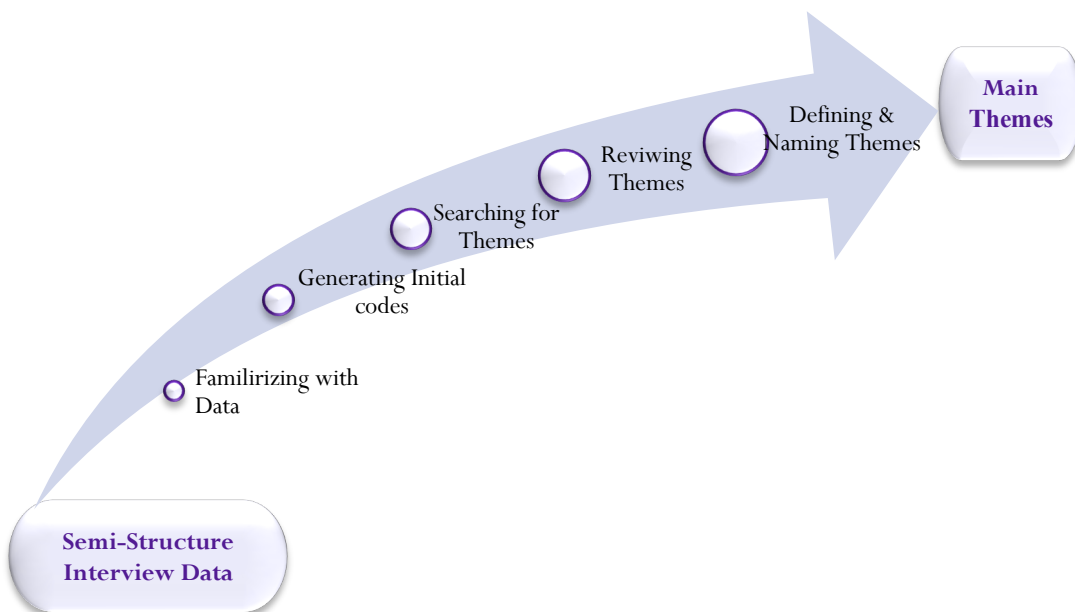 Main
Themes
Defining &
Naming Themes
Reviwing
Themes
Searching for
Themes
Generating Initial
codes
Familirizing with
Data
Semi-Structure
Interview Data